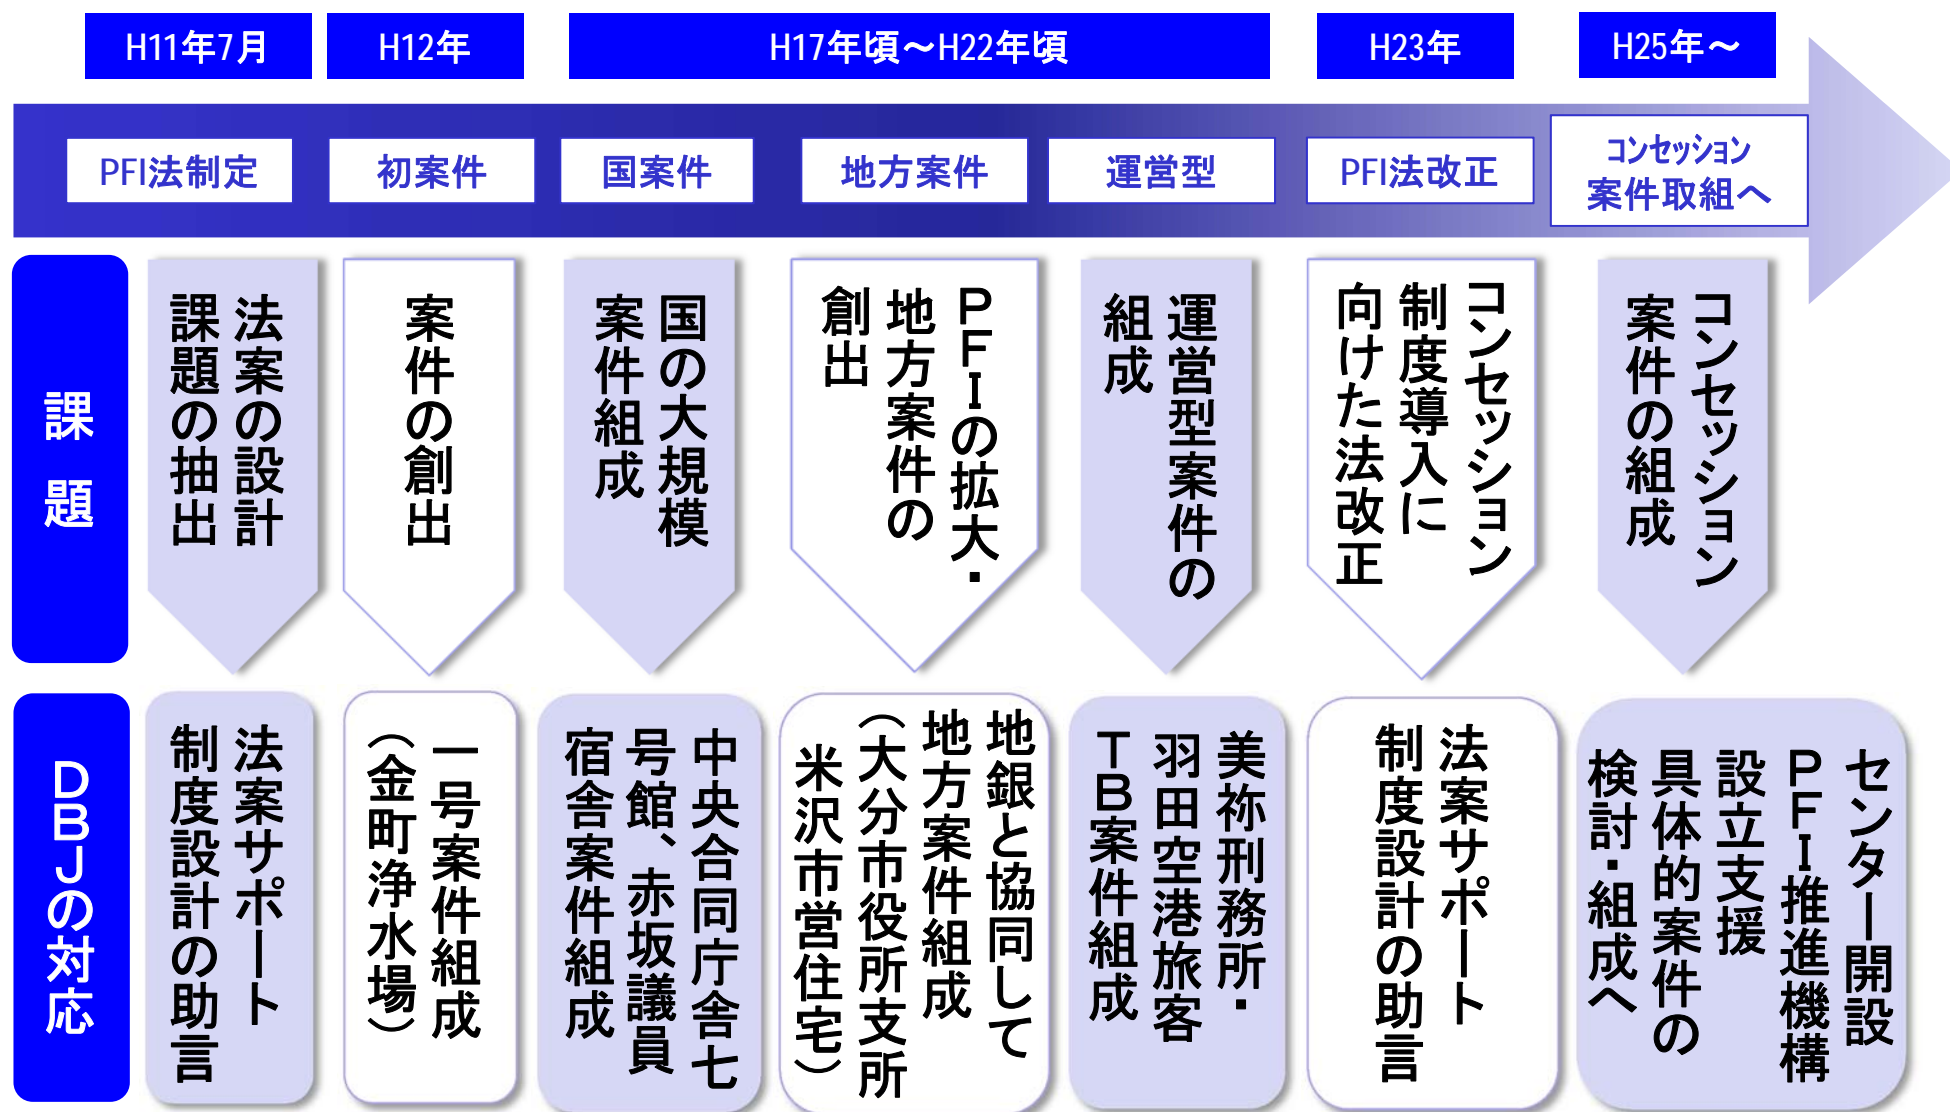 H11年7月
H12年
H17年頃～H22年頃
H23年
H25年～
PFI法制定
初案件
国案件
地方案件
運営型
PFI法改正
コンセッション
案件取組へ
課題
法案の設計
課題の抽出
案件の創出
国の大規模
案件組成
ＰＦＩの拡大・
地方案件の
創出
運営型案件の
組成
コンセッション
制度導入に
向けた法改正
コンセッション
案件の組成
ＤＢＪの対応
法案サポート
制度設計の助言
一号案件組成
（金町浄水場）
中央合同庁舎七
号館、赤坂議員
宿舎案件組成
地銀と協同して
地方案件組成
（大分市役所支所
米沢市営住宅）
美祢刑務所・
羽田空港旅客
ＴＢ案件組成
法案サポート
制度設計の助言
センター開設
ＰＦＩ推進機構
設立支援
具体的案件の
検討・組成へ